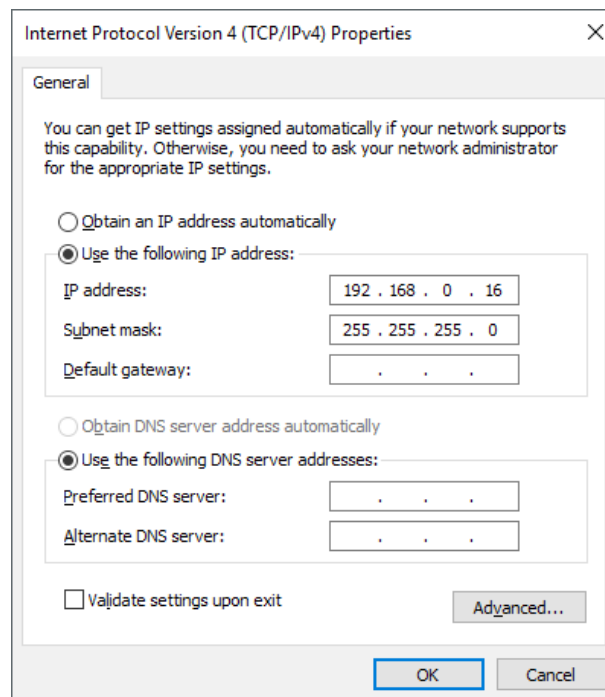 Internet Protocol Version 4 (TCP/IPv4) Properties
General
You can get IP settings assigned automatically if your network supports
this capability. Otherwise, you need to ask your network administrator
for the appropriate IP settings.
Obtain an IP address automatically
Use the following IP address:
IP address: 192 . 168 . 0 . 16
Subnet mask: 255 . 255 . 255 . 0
Default gateway: . . .
Obtain DNS server address automatically
Use the following DNS server addresses:
Preferred DNS server: . . .
Alternate DNS server: . . .
Validate settings upon exit
Advanced...
OK Cancel